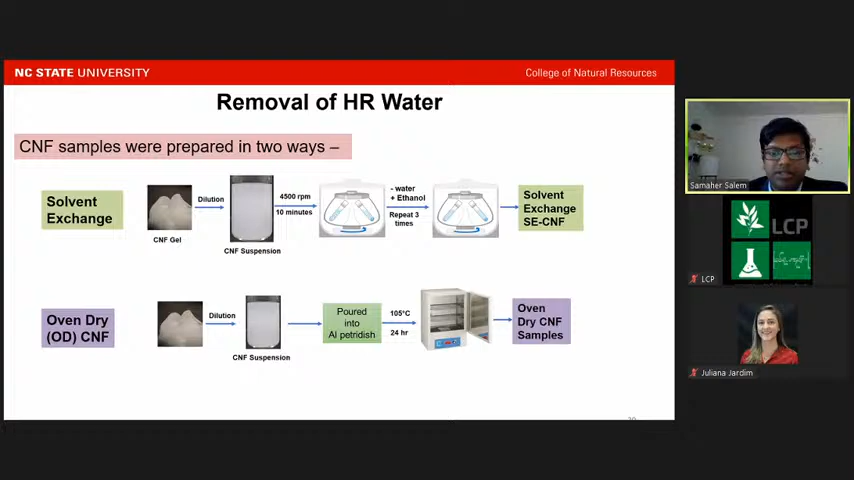 NC STATE UNIVERSITY
College of Natural Resources
Removal of HR Water
CNF samples were prepared in two ways –
Solvent
Exchange
CNF Gel
Dilution
CNF Suspension
4500 rpm
10 minutes
- water
+ Ethanol
Repeat 3
times
Solvent
Exchange
SE-CNF
Oven Dry
(OD) CNF
Dilution
CNF Suspension
Poured
into
Al petridish
105°C
24 hr
Oven
Dry CNF
Samples
Samaher Salem
LCP
LCP
Juliana Jardim